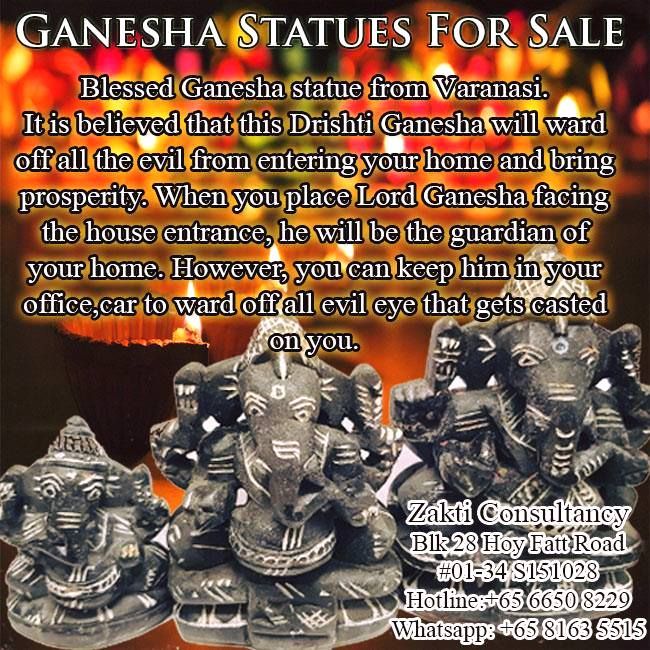 GANESHA STATUES FOR SALE
Blessed Ganesha statue from Varanasi.
It is believed that this Drishti Ganesha will ward
off all the evil from entering your home and bring
prosperity. When you place Lord Ganesha facing
the house entrance, he will be the guardian of
your home. However, you can keep him in your
office,car to ward off all evil eye that gets casted
on you.
Zakti Consultancy
Blk 28 Hoy Fatt Road
#01-34 S151028
Hotline:+65 6650 8229
Whatsapp: +65 8163 5515